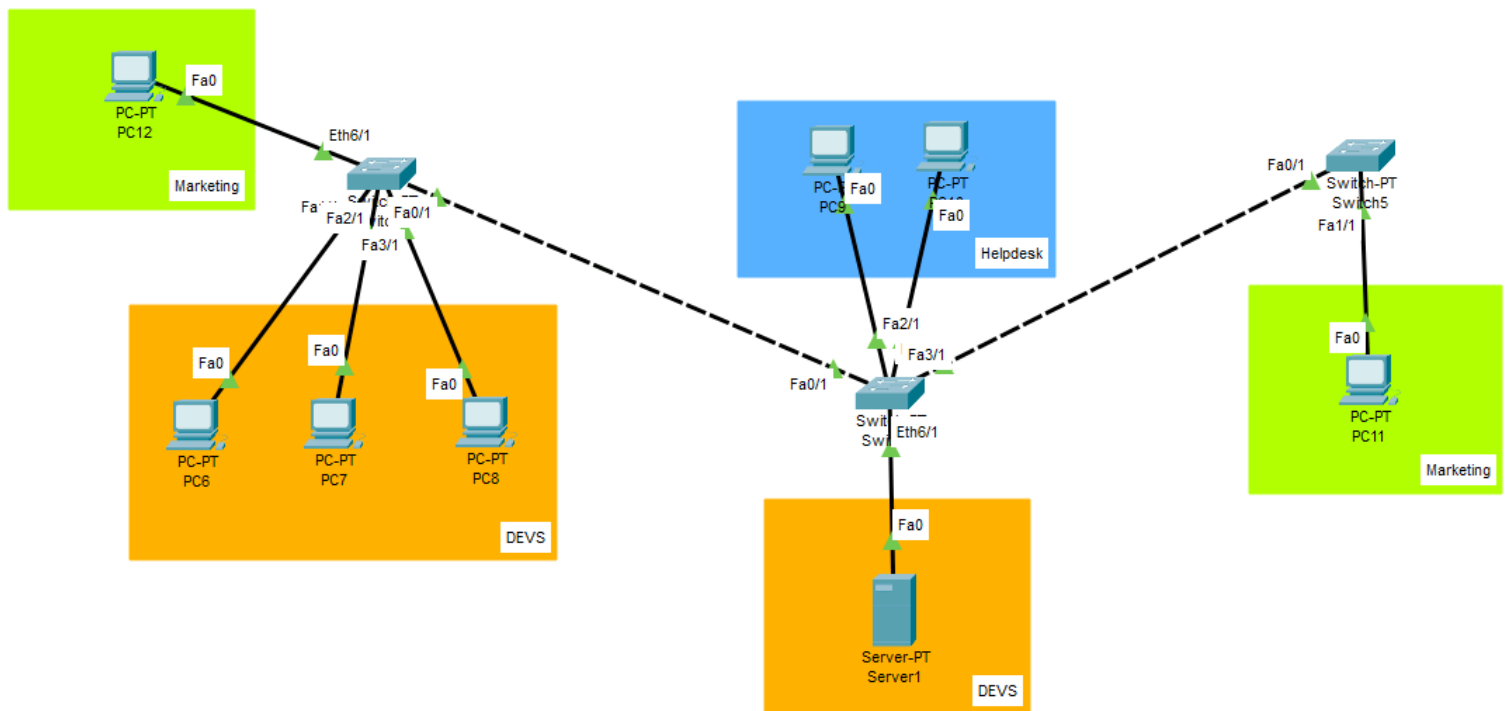 Fa0
PC-PT
PC12
Marketing
Eth6/1
Fa2/1
Fa0/1
Fa3/1
Fa0
Fa0
Fa0
PC-PT
PC6
PC-PT
PC7
PC-PT
PC8
DEVS
Fa0
PC9
PC-PT
Fa0
Helpdesk
Fa2/1
Fa3/1
Fa0/1
Eth6/1
Fa0
Server-PT
Server1
DEVS
Fa0/1
Switch-PT
Switch5
Fa1/1
Fa0
PC-PT
PC11
Marketing